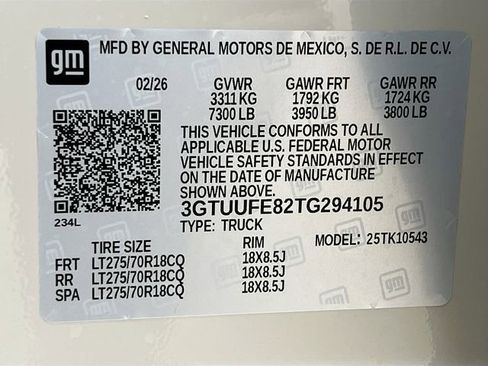 gm MFD BY GENERAL MOTORS DE MEXICO, S. DE R.L. DE C.V.
02/26 GVWR GAWR FRT GAWR RR
3311 KG 1792 KG 1724 KG
7300 LB 3950 LB 3800 LB
THIS VEHICLE CONFORMS TO ALL
APPLICABLE U.S. FEDERAL MOTOR
VEHICLE SAFETY STANDARDS IN EFFECT
ON THE DATE OF MANUFACTURE
SHOWN ABOVE.
3GTUUFE82TG294105
234L TYPE: TRUCK
TIRE SIZE RIM MODEL: 25TK10543
FRT LT275/70R18CQ 18X8.5J
RR LT275/70R18CQ 18X8.5J
SPA LT275/70R18CQ 18X8.5J